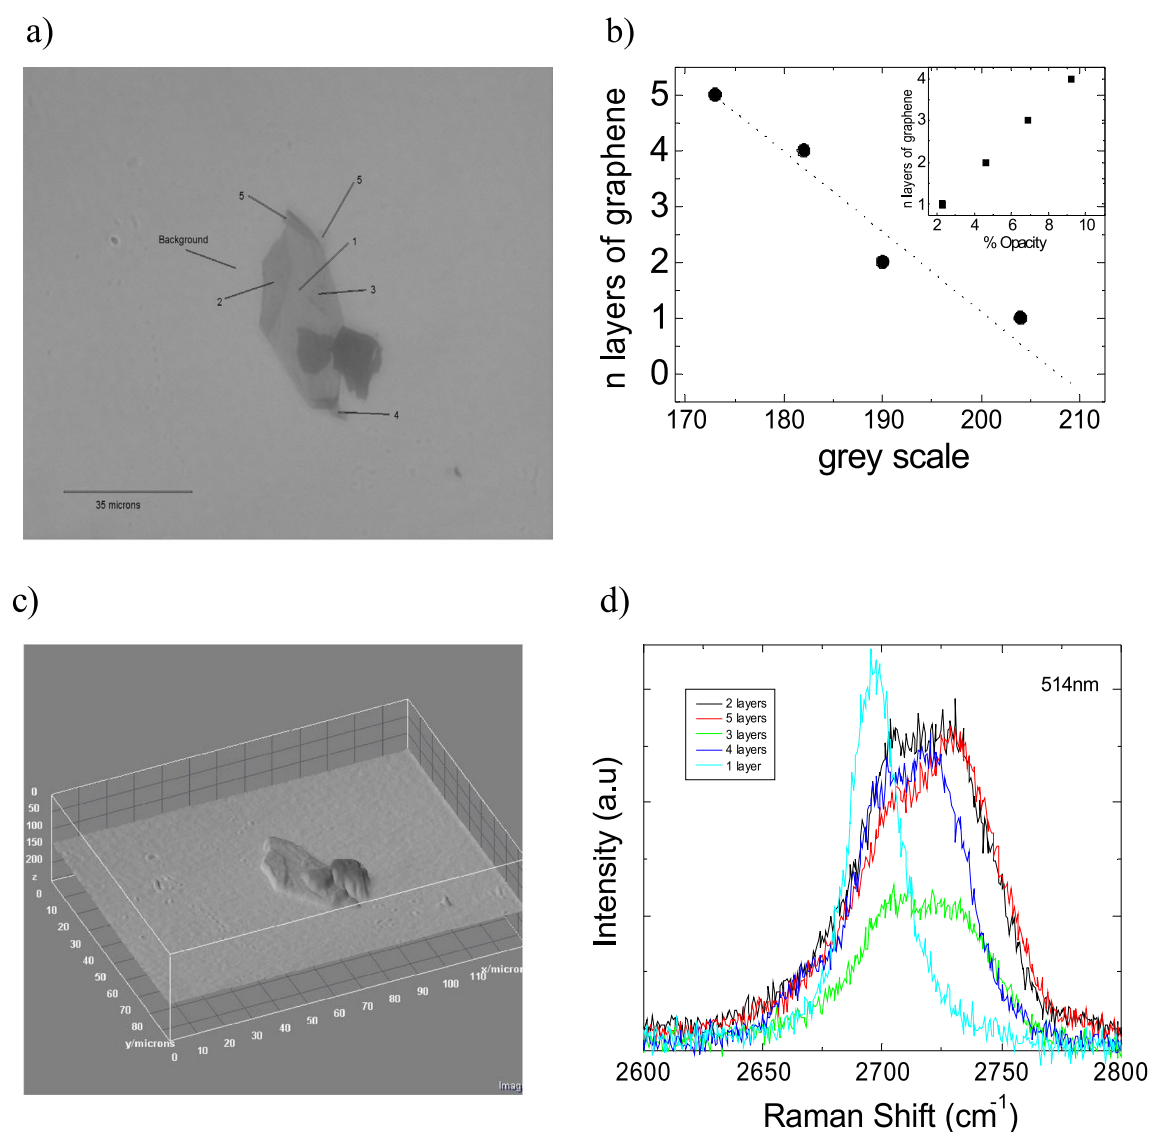 a)
5
5
1
Background
2
3
4
35 microns
b)
n layers of graphene
5
4
3
2
1
0
170 180 190 200 210
grey scale
n layers of graphene
4
3
2
1
2 4 6 8 10
% Opacity
c)
0
50
100
150
200
z
0
10
20
30
40
50
60
70
80
y/microns
0 10 20 30 40 50 60 70 80 90 100 110
x/micron
Imag
d)
514nm
2 layers
5 layers
3 layers
4 layers
1 layer
Intensity (a.u)
2600 2650 2700 2750 2800
Raman Shift (cm-1)